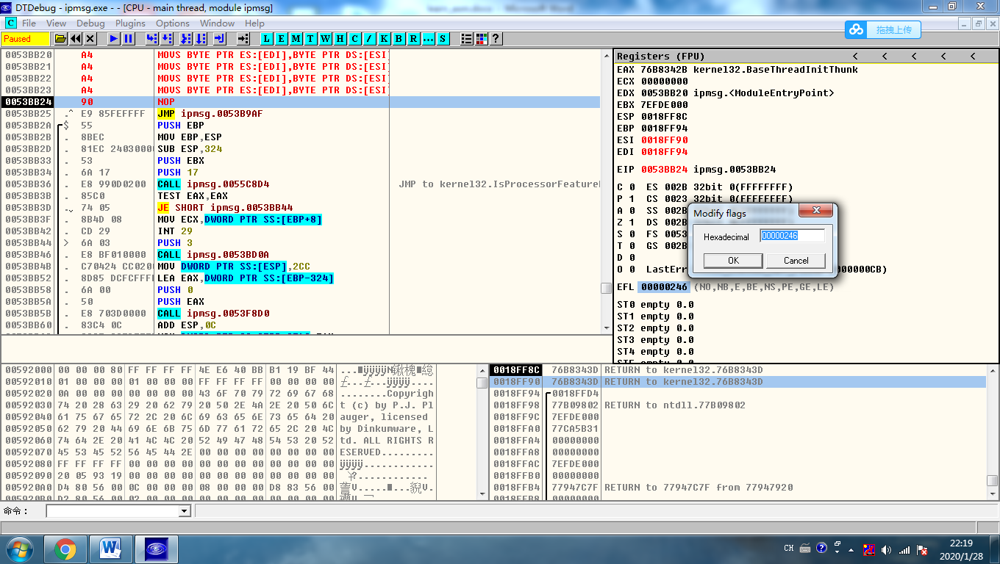 DTDebug - ipmsg.exe - - [CPU - main thread, module ipmsg]
C File View Debug Plugins Options Window Help
拖拽上传
Paused L E M T W H C / K B R ... S ?
0053BB20 A4 MOVS BYTE PTR ES:[EDI],BYTE PTR DS:[ESI]
0053BB21 A4 MOVS BYTE PTR ES:[EDI],BYTE PTR DS:[ESI]
0053BB22 A4 MOVS BYTE PTR ES:[EDI],BYTE PTR DS:[ESI]
0053BB23 A4 MOVS BYTE PTR ES:[EDI],BYTE PTR DS:[ESI]
0053BB24 90 NOP
0053BB25 .^ E9 85FEFFFF JMP ipmsg.0053B9AF
0053BB2A $ 55 PUSH EBP
0053BB2B . 8BEC MOV EBP,ESP
0053BB2D . 81EC 2403000 SUB ESP,324
0053BB33 . 53 PUSH EBX
0053BB34 . 6A 17 PUSH 17
0053BB36 . E8 990D0200 CALL ipmsg.0055C8D4 JMP to kernel32.IsProcessorFeature
0053BB3B . 85C0 TEST EAX,EAX
0053BB3D . 74 05 JE SHORT ipmsg.0053BB44
0053BB3F . 8B4D 08 MOV ECX,DWORD PTR SS:[EBP+8]
0053BB42 . CD 29 INT 29
0053BB44 > 6A 03 PUSH 3
0053BB46 . E8 BF010000 CALL ipmsg.0053BD0A
0053BB4B . C70424 CC020 MOV DWORD PTR SS:[ESP],2CC
0053BB52 . 8D85 DCFCFFF LEA EAX,DWORD PTR SS:[EBP-324]
0053BB58 . 6A 00 PUSH 0
0053BB5A . 50 PUSH EAX
0053BB5B . E8 703D0000 CALL ipmsg.0053F8D0
0053BB60 . 83C4 0C ADD ESP,0C
Registers (FPU) < < < < <
EAX 76B8342B kernel32.BaseThreadInitThunk
ECX 00000000
EDX 0053BB20 ipmsg.<ModuleEntryPoint>
EBX 7EFDE000
ESP 0018FF8C
EBP 0018FF94
ESI 0018FF90
EDI 0018FF94
EIP 0053BB24 ipmsg.0053BB24
C 0 ES 002B 32bit 0(FFFFFFFF)
P 1 CS 0023 32bit 0(FFFFFFFF)
A 0 SS 002B
Z 1 DS 002B
S 0 FS 0053
T 0 GS 002B
D 0
O 0 LastErr 000000CB)
EFL 00000246 (NO,NB,E,BE,NS,PE,GE,LE)
ST0 empty 0.0
ST1 empty 0.0
ST2 empty 0.0
ST3 empty 0.0
ST4 empty 0.0
Modify flags
Hexadecimal 00000246
OK Cancel
00592000 00 00 00 80 FF FF FF FF 4E E6 40 BB B1 19 BF 44
00592010 01 00 00 00 01 00 00 00 FF FF FF FF 00 00 00 00
00592020 0A 00 00 00 00 00 00 00 43 6F 70 79 72 69 67 68 ........Copyrigh
00592030 74 20 28 63 29 20 62 79 20 50 2E 4A 2E 20 50 6C t (c) by P.J. Pl
00592040 61 75 67 65 72 2C 20 6C 69 63 65 6E 73 65 64 20 auger, licensed
00592050 62 79 20 44 69 6E 6B 75 6D 77 61 72 65 2C 20 4C by Dinkumware, L
00592060 74 64 2E 20 41 4C 4C 20 52 49 47 48 54 53 20 52 td. ALL RIGHTS R
00592070 45 53 45 52 56 45 44 2E 00 00 00 00 00 00 00 00 ESERVED.........
00592080 FF FF FF FF 00 00 00 00 00 00 00 00 00 00 00 00 ÿÿÿÿ............
00592090 20 05 93 19 00 00 00 00 00 00 00 00 00 00 00 00
005920A0 D4 80 56 00 0C 00 00 00 08 00 00 00 D8 83 56 00
0018FF8C 76B8343D RETURN to kernel32.76B8343D
0018FF90 76B8343D RETURN to kernel32.76B8343D
0018FF94 0018FFD4
0018FF98 77B09802 RETURN to ntdll.77B09802
0018FF9C 7EFDE000
0018FFA0 77CA5B31
0018FFA4 00000000
0018FFA8 00000000
0018FFAC 7EFDE000
0018FFB0 00000000
0018FFB4 77947C7F RETURN to 77947C7F from 77947920
0018FFB8 00000000
命令：
CH
22:19
2020/1/28